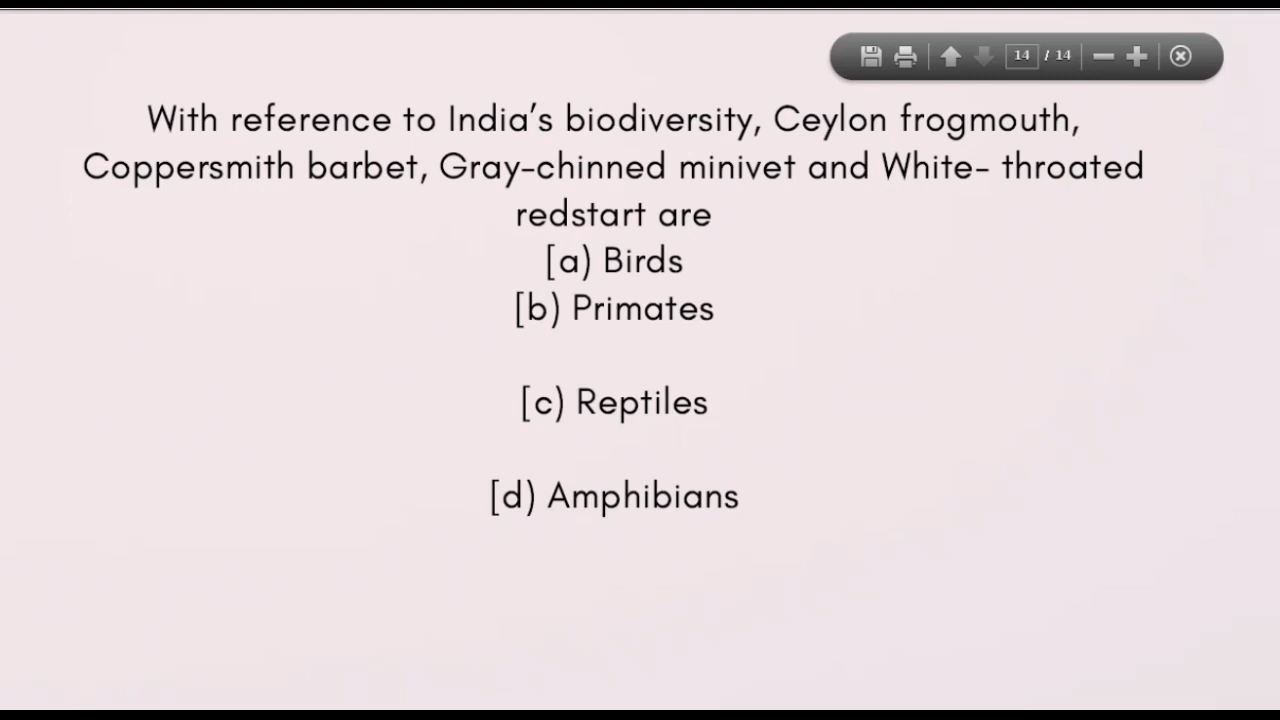 14 / 14
With reference to India’s biodiversity, Ceylon frogmouth,
Coppersmith barbet, Gray-chinned minivet and White- throated
redstart are
[a) Birds
[b) Primates
[c) Reptiles
[d) Amphibians